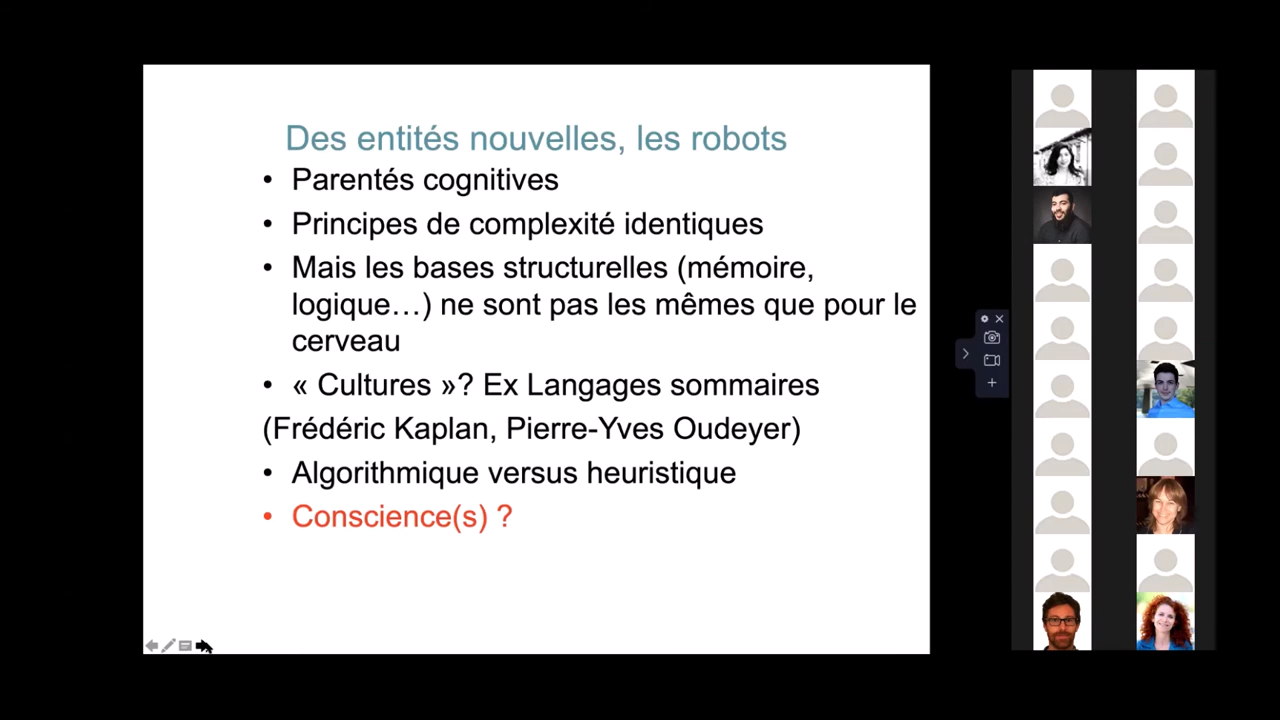 Des entités nouvelles, les robots
• Parentés cognitives
• Principes de complexité identiques
• Mais les bases structurelles (mémoire,
logique…) ne sont pas les mêmes que pour le
cerveau
• « Cultures »? Ex Langages sommaires
(Frédéric Kaplan, Pierre-Yves Oudeyer)
• Algorithmique versus heuristique
• Conscience(s) ?